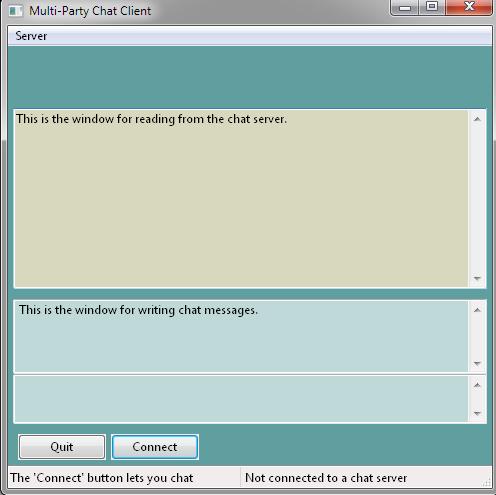 Multi-Party Chat Client
Server
This is the window for reading from the chat server.
This is the window for writing chat messages.
Quit Connect
The 'Connect' button lets you chat Not connected to a chat server